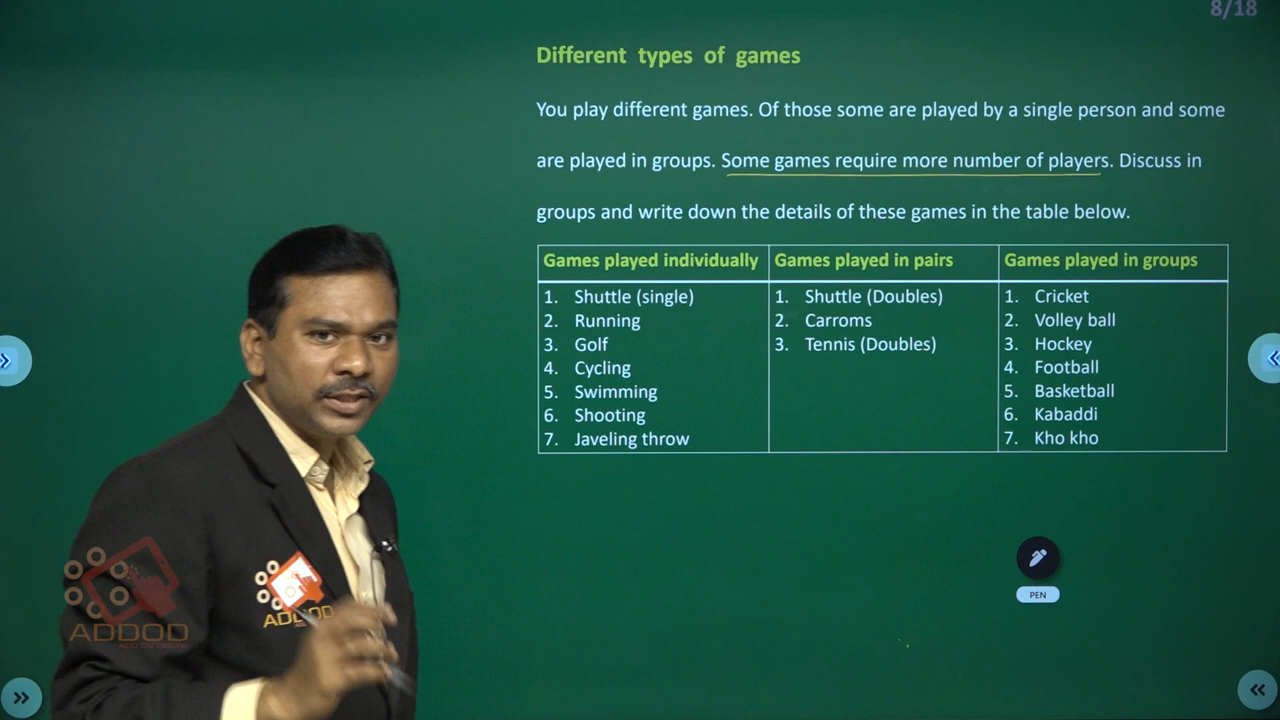 8/18
Different types of games
You play different games. Of those some are played by a single person and some
are played in groups. Some games require more number of players. Discuss in
groups and write down the details of these games in the table below.
Games played individually
1. Shuttle (single)
2. Running
3. Golf
4. Cycling
5. Swimming
6. Shooting
7. Javeling throw
Games played in pairs
1. Shuttle (Doubles)
2. Carroms
3. Tennis (Doubles)
Games played in groups
1. Cricket
2. Volley ball
3. Hockey
4. Football
5. Basketball
6. Kabaddi
7. Kho kho
PEN
ADDOD
ADDOD